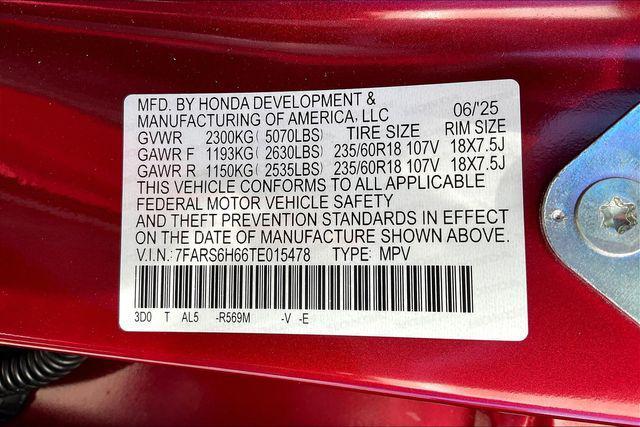 MFD. BY HONDA DEVELOPMENT &
MANUFACTURING OF AMERICA, LLC 06/'25
GVWR 2300KG( 5070LBS) TIRE SIZE RIM SIZE
GAWR F 1193KG( 2630LBS) 235/60R18 107V 18X7.5J
GAWR R 1150KG( 2535LBS) 235/60R18 107V 18X7.5J
THIS VEHICLE CONFORMS TO ALL APPLICABLE
FEDERAL MOTOR VEHICLE SAFETY
AND THEFT PREVENTION STANDARDS IN EFFECT
ON THE DATE OF MANUFACTURE SHOWN ABOVE.
V.I.N.: 7FARS6H66TE015478 TYPE: MPV
3D0 T AL5 -R569M -V -E